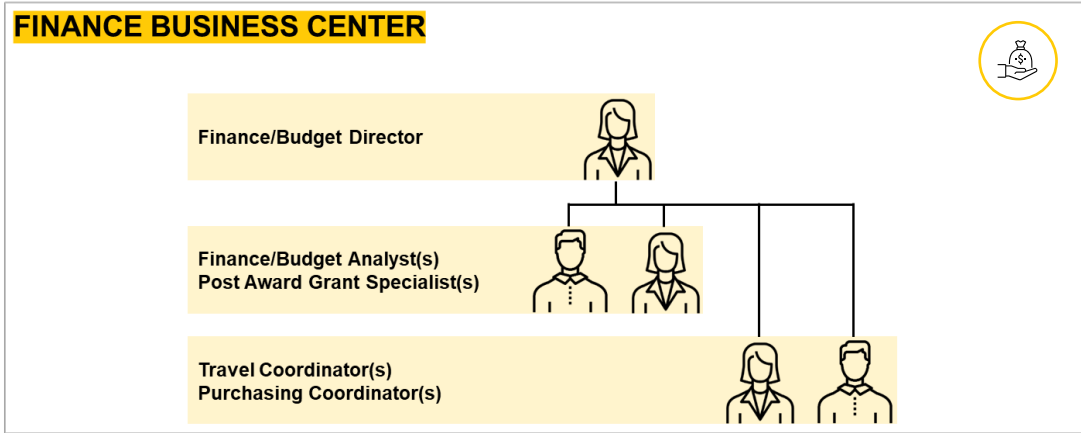 FINANCE BUSINESS CENTER
$
Finance/Budget Director
Finance/Budget Analyst(s)
Post Award Grant Specialist(s)
Travel Coordinator(s)
Purchasing Coordinator(s)